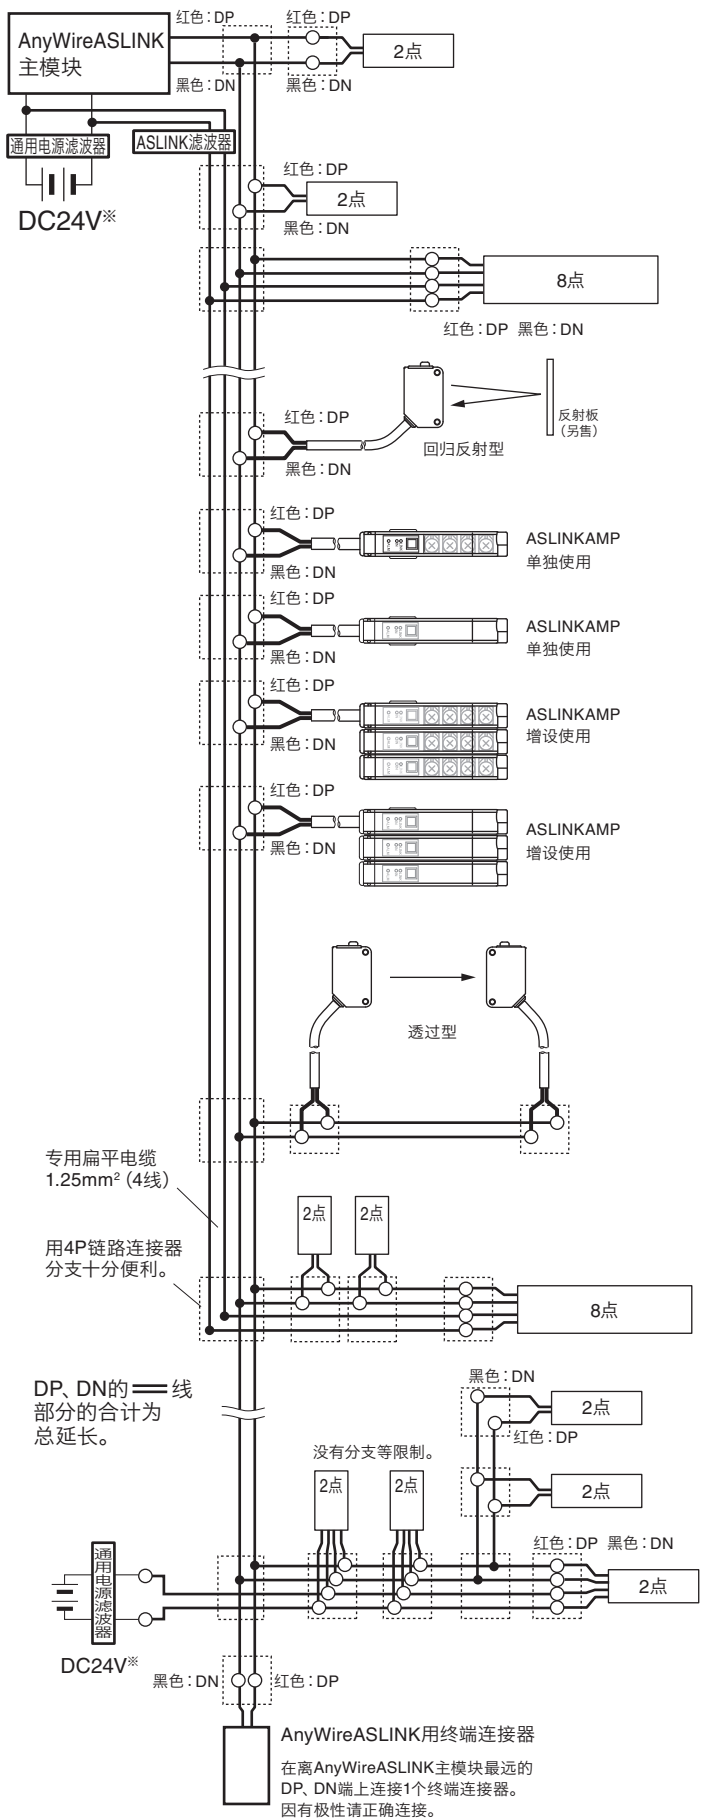 红色：DP
红色：DP
AnyWireASLINK
主模块
2点
黑色：DN
黑色：DN
通用电源滤波器
ASLINK滤波器
DC24V※
红色：DP
2点
黑色：DN
8点
红色：DP 黑色：DN
红色：DP
黑色：DN
回归反射型
反射板
（另售）
红色：DP
黑色：DN
ASLINKAMP
单独使用
红色：DP
黑色：DN
ASLINKAMP
单独使用
红色：DP
黑色：DN
ASLINKAMP
增设使用
红色：DP
黑色：DN
ASLINKAMP
增设使用
透过型
专用扁平电缆
1.25mm²（4线）
用4P链路连接器
分支十分便利。
2点
2点
8点
DP、DN的 线
部分的合计为
总延长。
黑色：DN
2点
红色：DP
没有分支等限制。
2点
2点
2点
红色：DP 黑色：DN
2点
通用电源滤波器
DC24V※
黑色：DN
红色：DP
AnyWireASLINK用终端连接器
在离AnyWireASLINK主模块最远的
DP、DN端上连接1个终端连接器。
因有极性请正确连接。